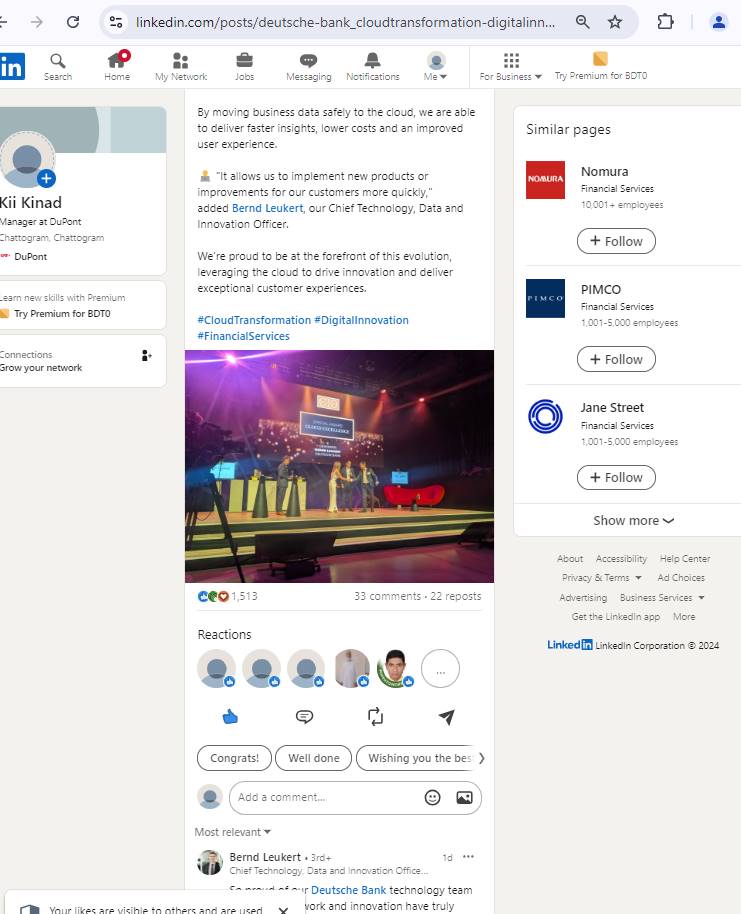 linkedin.com/posts/deutsche-bank_cloudtransformation-digitalinn...
in
Search
Home
My Network
Jobs
Messaging
Notifications
Me
For Business
Try Premium for BDT0
Kii Kinad
Manager at DuPont
Chattogram, Chattogram
DuPont
Learn new skills with Premium
Try Premium for BDT0
Connections
Grow your network
By moving business data safely to the cloud, we are able
to deliver faster insights, lower costs and an improved
user experience.
"It allows us to implement new products or
improvements for our customers more quickly,"
added Bernd Leukert, our Chief Technology, Data and
Innovation Officer.
We're proud to be at the forefront of this evolution,
leveraging the cloud to drive innovation and deliver
exceptional customer experiences.
#CloudTransformation #DigitalInnovation
#FinancialServices
SPECIAL AWARD
CLOUD EXCELLENCE
BERND LEUKERT
1,513
33 comments · 22 reposts
Reactions
...
Congrats!
Well done
Wishing you the bes
Add a comment...
Most relevant
Bernd Leukert • 3rd+
1d
Chief Technology, Data and Innovation Office...
So proud of our Deutsche Bank technology team
work and innovation have truly
Your likes are visible to others and are used
Similar pages
NOMURA
Nomura
Financial Services
10,001+ employees
+ Follow
PIMCO
PIMCO
Financial Services
1,001-5,000 employees
+ Follow
Jane Street
Financial Services
1,001-5,000 employees
+ Follow
Show more
About Accessibility Help Center
Privacy & Terms Ad Choices
Advertising Business Services
Get the LinkedIn app More
LinkedIn LinkedIn Corporation © 2024